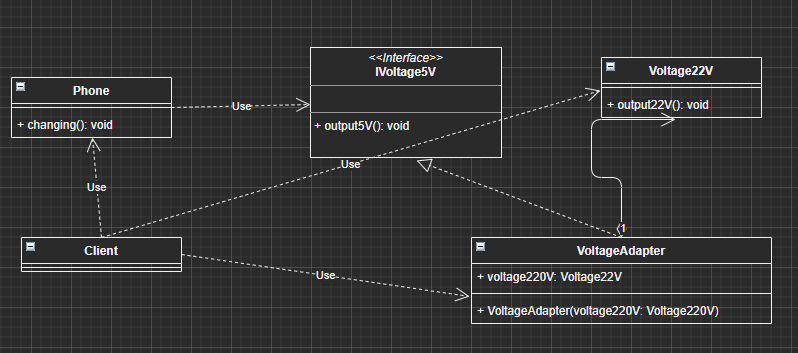 <<Interface>>
IVoltage5V
Voltage22V
Phone
Use
+ output22V(): void
+ changing(): void
+ output5V(): void
Use
Use
1
Client
VoltageAdapter
+ voltage220V: Voltage22V
Use
+ VoltageAdapter(voltage220V: Voltage220V)